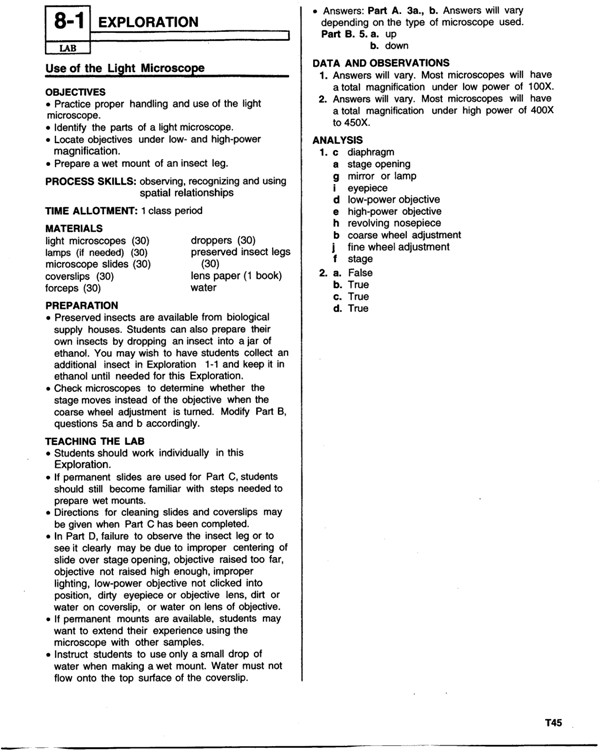 8-1 EXPLORATION
LAB
Use of the Light Microscope
OBJECTIVES
• Practice proper handling and use of the light
microscope.
• Identify the parts of a light microscope.
• Locate objectives under low- and high-power
magnification.
• Prepare a wet mount of an insect leg.
PROCESS SKILLS: observing, recognizing and using
spatial relationships
TIME ALLOTMENT: 1 class period
MATERIALS
light microscopes (30)
lamps (if needed) (30)
microscope slides (30)
coverslips (30)
forceps (30)
droppers (30)
preserved insect legs
(30)
lens paper (1 book)
water
PREPARATION
• Preserved insects are available from biological
supply houses. Students can also prepare their
own insects by dropping an insect into a jar of
ethanol. You may wish to have students collect an
additional insect in Exploration 1-1 and keep it in
ethanol until needed for this Exploration.
• Check microscopes to determine whether the
stage moves instead of the objective when the
coarse wheel adjustment is turned. Modify Part B,
questions 5a and b accordingly.
TEACHING THE LAB
• Students should work individually in this
Exploration.
• If permanent slides are used for Part C, students
should still become familiar with steps needed to
prepare wet mounts.
• Directions for cleaning slides and coverslips may
be given when Part C has been completed.
• In Part D, failure to observe the insect leg or to
see it clearly may be due to improper centering of
slide over stage opening, objective raised too far,
objective not raised high enough, improper
lighting, low-power objective not clicked into
position, dirty eyepiece or objective lens, dirt or
water on coverslip, or water on lens of objective.
• If permanent mounts are available, students may
want to extend their experience using the
microscope with other samples.
• Instruct students to use only a small drop of
water when making a wet mount. Water must not
flow onto the top surface of the coverslip.
• Answers: Part A. 3a., b. Answers will vary
depending on the type of microscope used.
Part B. 5. a. up
b. down
DATA AND OBSERVATIONS
1. Answers will vary. Most microscopes will have
a total magnification under low power of 100X.
2. Answers will vary. Most microscopes will have
a total magnification under high power of 400X
to 450X.
ANALYSIS
1. c diaphragm
a stage opening
g mirror or lamp
i eyepiece
d low-power objective
e high-power objective
h revolving nosepiece
b coarse wheel adjustment
j fine wheel adjustment
f stage
2. a. False
b. True
c. True
d. True
T45